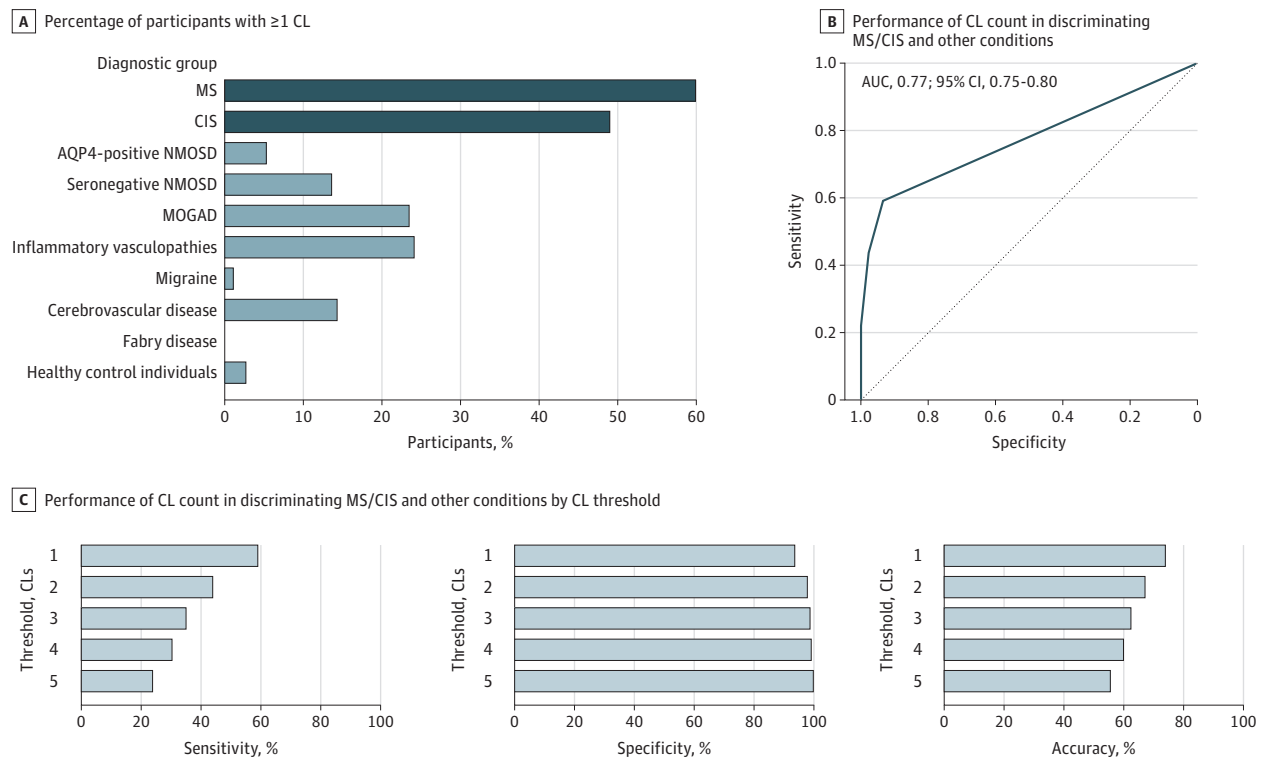 A Percentage of participants with ≥1 CL
Diagnostic group
MS
CIS
AQP4-positive NMOSD
Seronegative NMOSD
MOGAD
Inflammatory vasculopathies
Migraine
Cerebrovascular disease
Fabry disease
Healthy control individuals
0 10 20 30 40 50 60
Participants, %
B Performance of CL count in discriminating
MS/CIS and other conditions
AUC, 0.77; 95% CI, 0.75-0.80
1.0
0.8
0.6
0.4
0.2
0
Sensitivity
1.0 0.8 0.6 0.4 0.2 0
Specificity
C Performance of CL count in discriminating MS/CIS and other conditions by CL threshold
Threshold, CLs
1
2
3
4
5
0 20 40 60 80 100
Sensitivity, %
Threshold, CLs
1
2
3
4
5
0 20 40 60 80 100
Specificity, %
Threshold, CLs
1
2
3
4
5
0 20 40 60 80 100
Accuracy, %